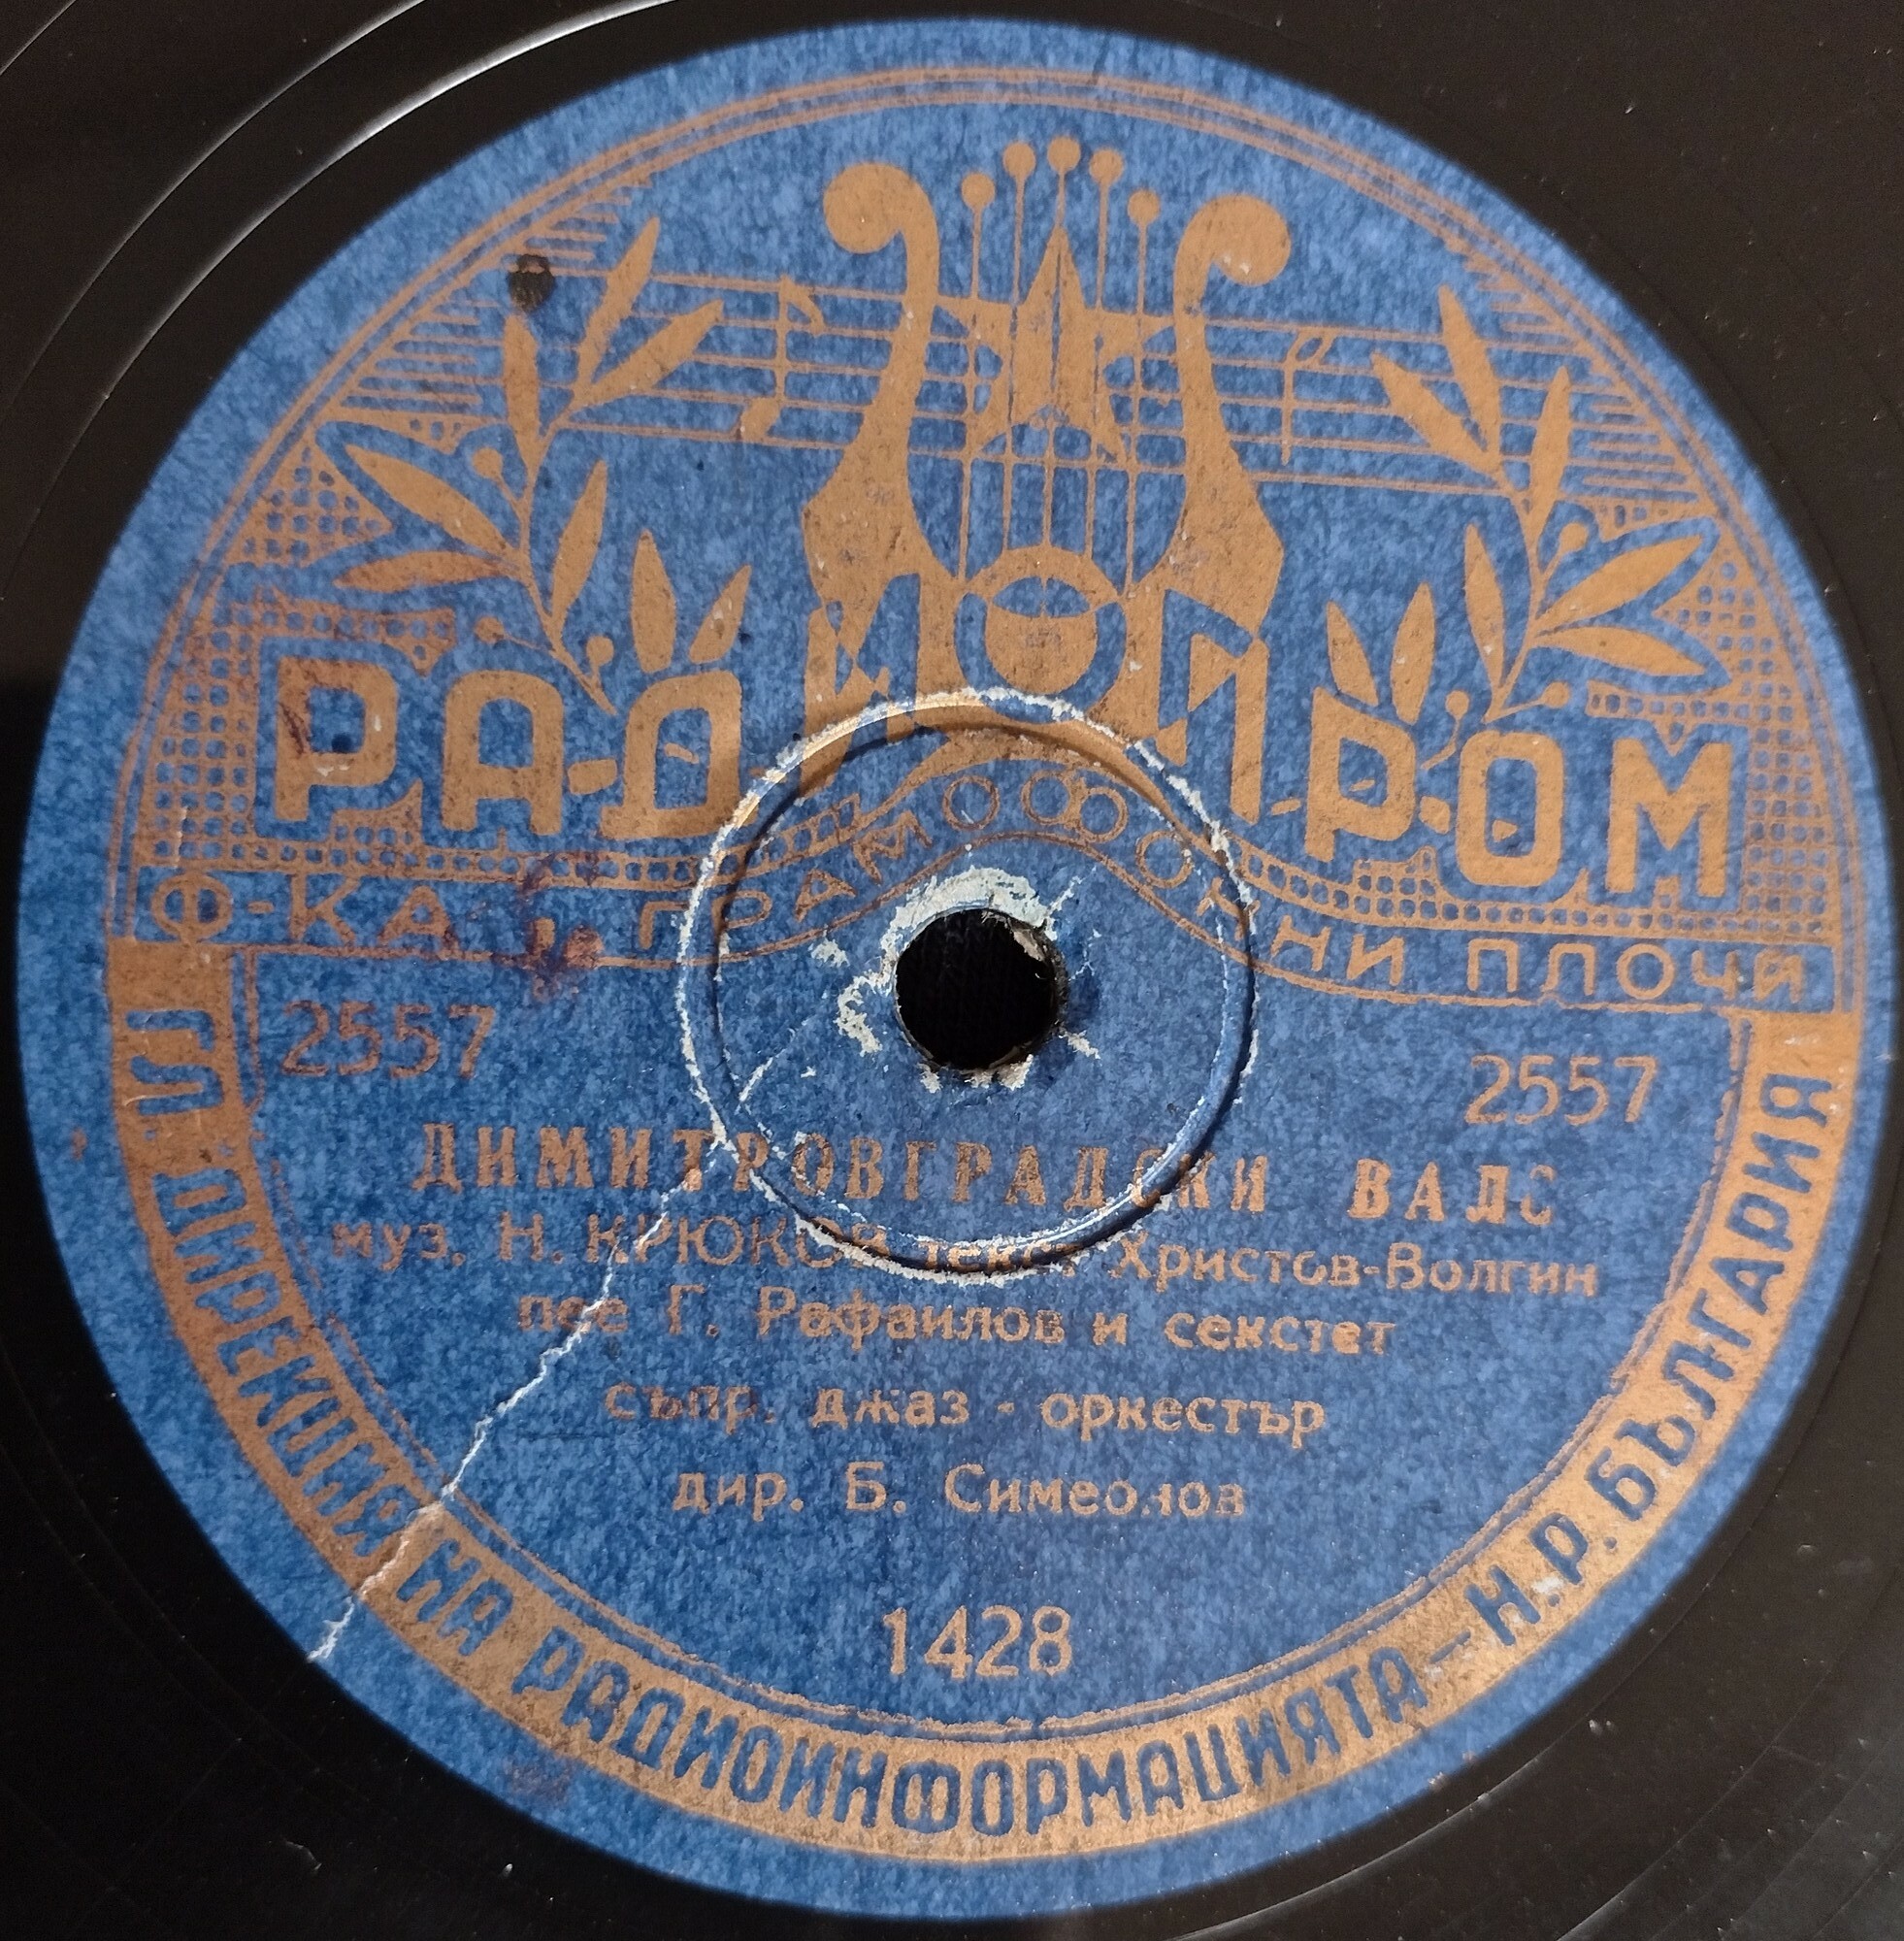 РАДИОПРОМ
Ф-КА ГРАМОФОННИ ПЛОЧИ
2557
2557
ДИМИТРОВГРАДСКИ ВАЛС
муз. Н. КРЮКОВ текст Христов-Волгин
пее Г. Рафаилов и секстет
съпр. джаз - оркестър
дир. Б. Симеонов
1428
ДИРЕКЦИЯ НА РАДИОИНФОРМАЦИЯТА — Н. Р. БЪЛГАРИЯ